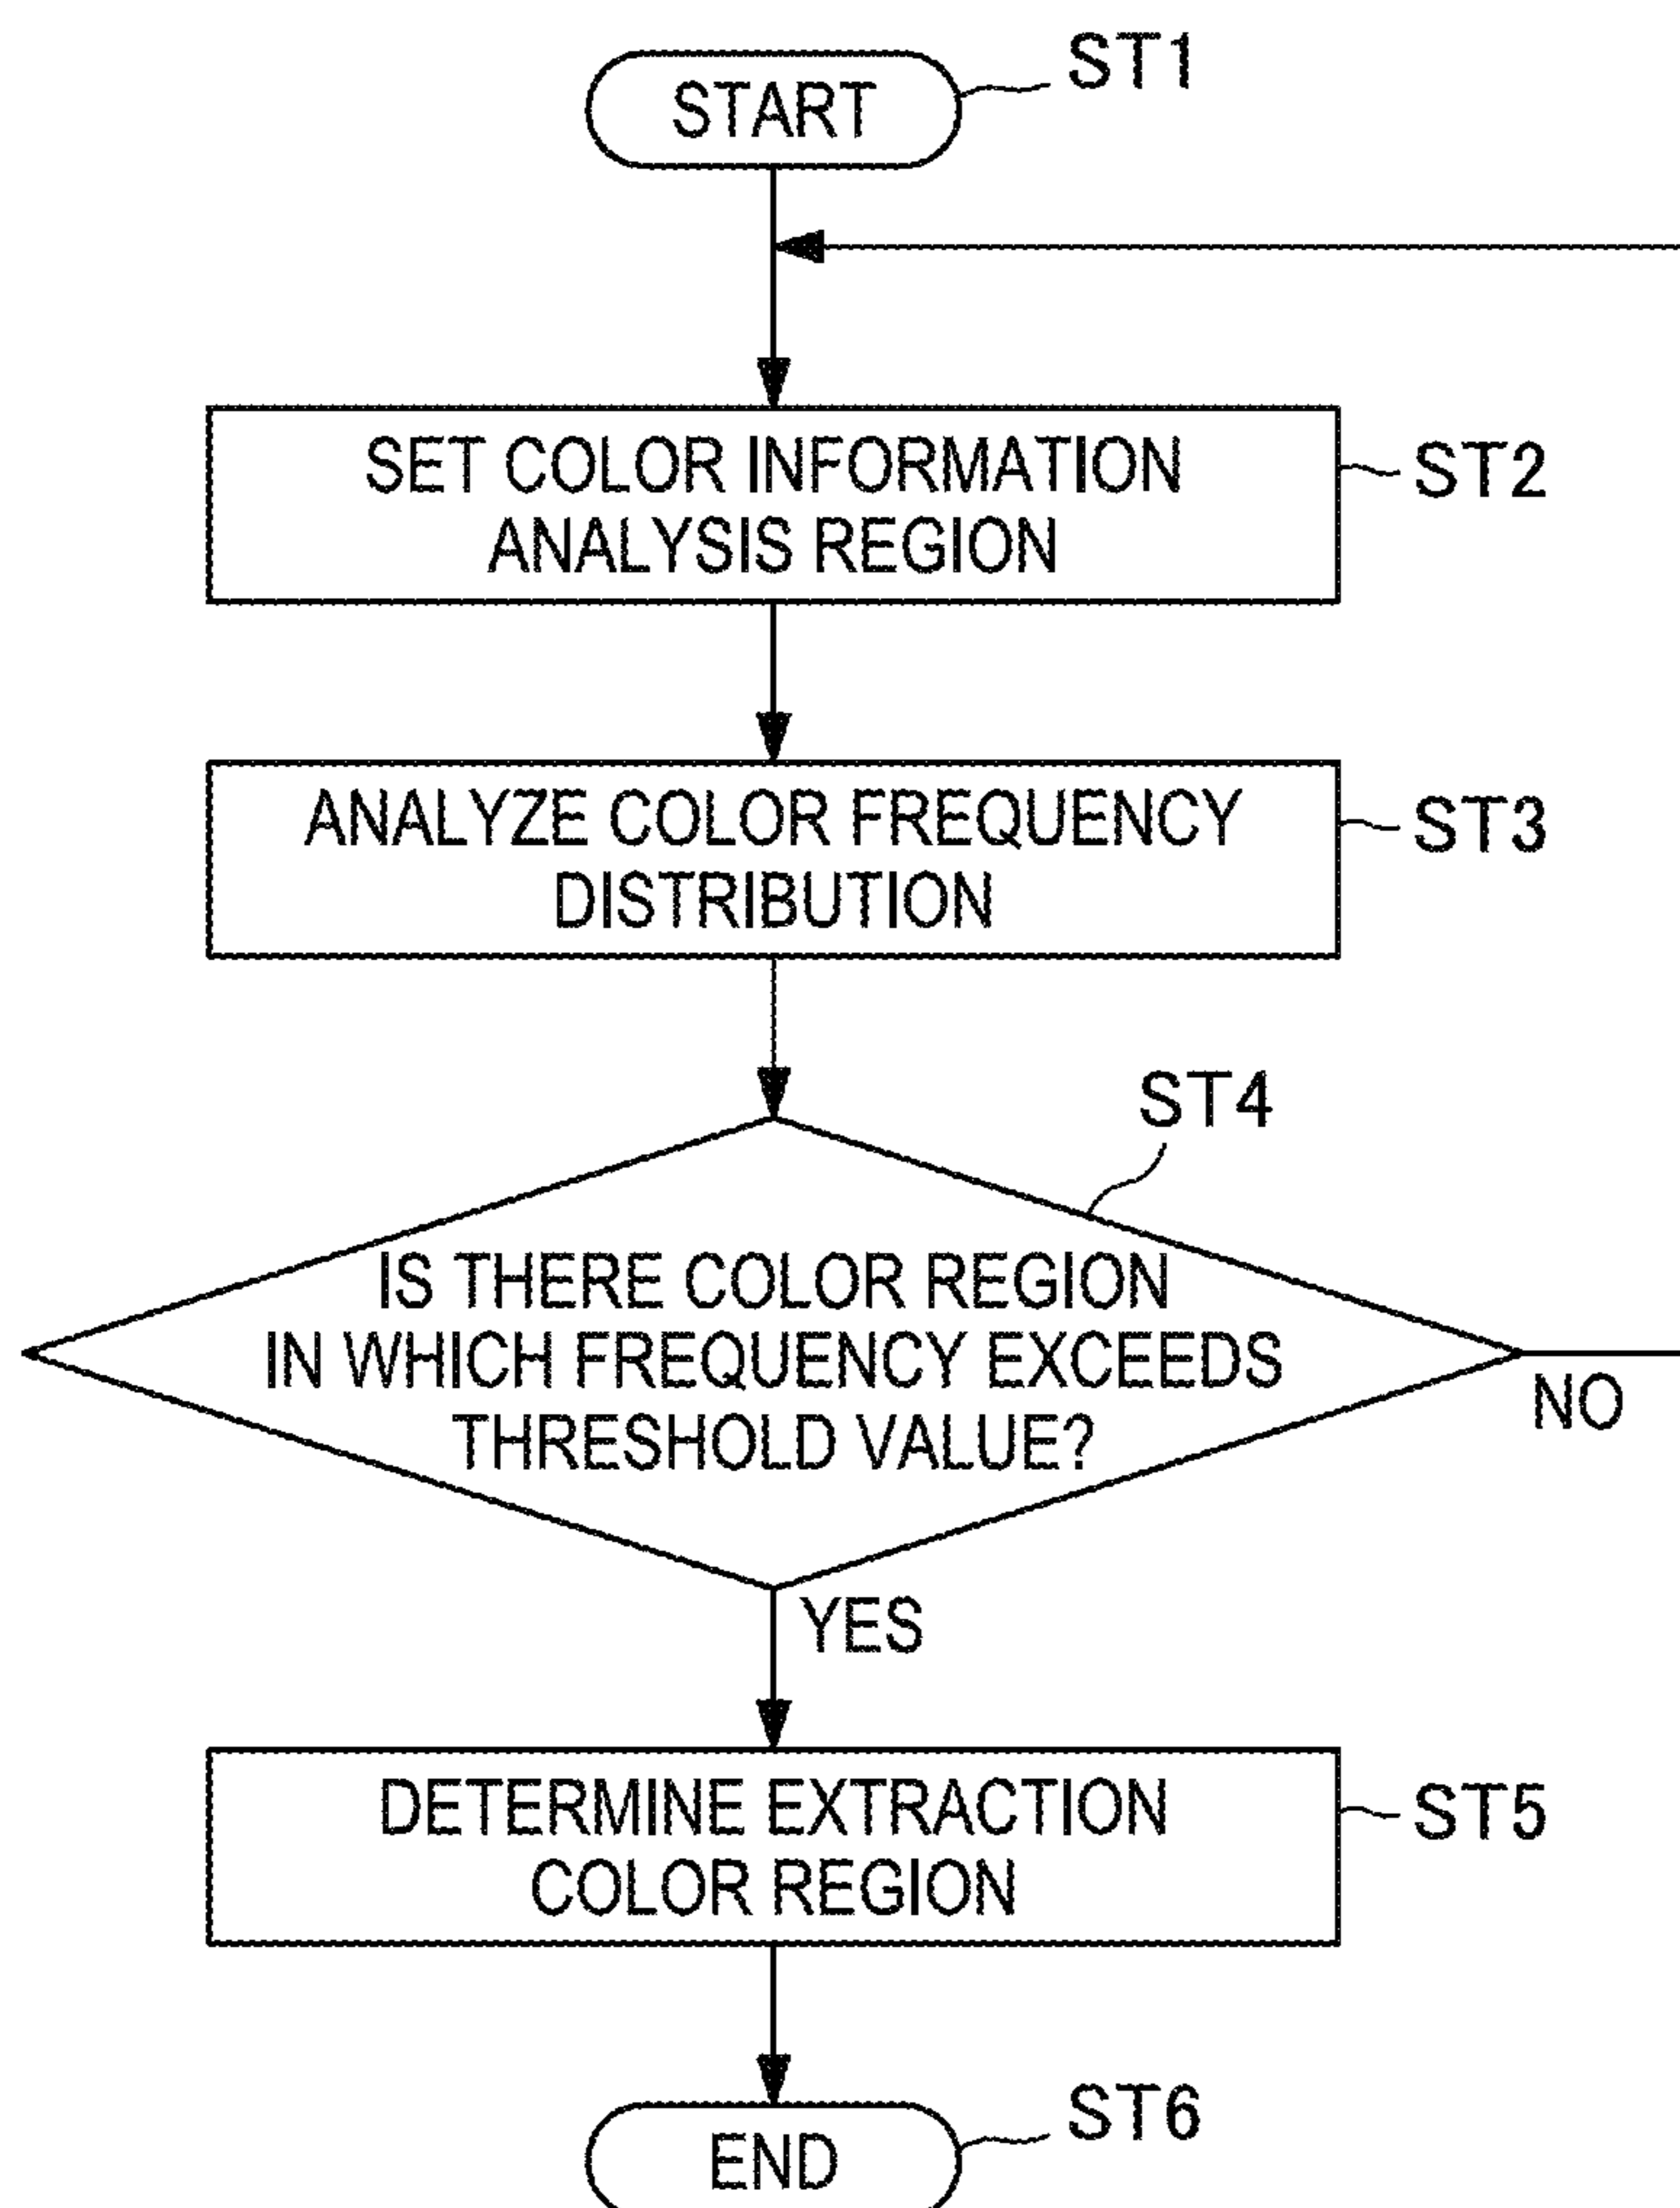 START
ST1
SET COLOR INFORMATION
ANALYSIS REGION
ST2
ANALYZE COLOR FREQUENCY
DISTRIBUTION
ST3
ST4
IS THERE COLOR REGION
IN WHICH FREQUENCY EXCEEDS
THRESHOLD VALUE?
NO
YES
DETERMINE EXTRACTION
COLOR REGION
ST5
END
ST6